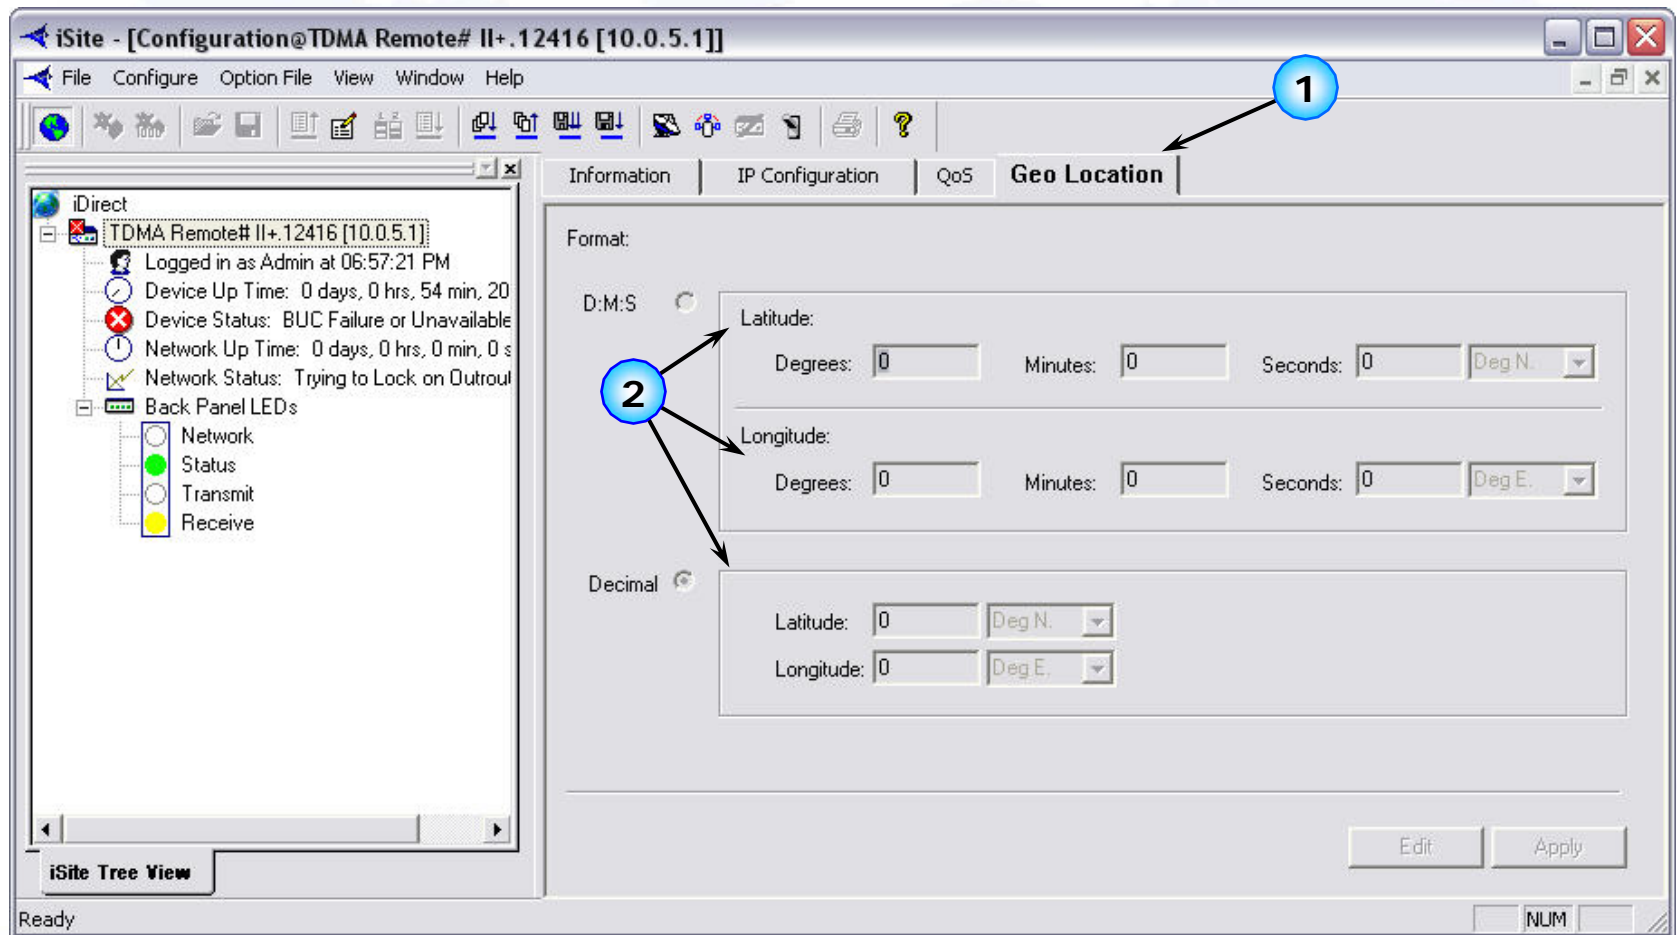 iSite - [Configuration@TDMA Remote# II+.12416 [10.0.5.1]]
File Configure Option File View Window Help
1
iDirect
TDMA Remote# II+.12416 [10.0.5.1]
Logged in as Admin at 06:57:21 PM
Device Up Time: 0 days, 0 hrs, 54 min, 20
Device Status: BUC Failure or Unavailable
Network Up Time: 0 days, 0 hrs, 0 min, 0 s
Network Status: Trying to Lock on Outrou
Back Panel LEDs
Network
Status
Transmit
Receive
iSite Tree View
Information IP Configuration QoS Geo Location
Format:
D:M:S
Latitude:
Degrees: 0 Minutes: 0 Seconds: 0 Deg N.
2
Longitude:
Degrees: 0 Minutes: 0 Seconds: 0 Deg E.
Decimal
Latitude: 0 Deg N.
Longitude: 0 Deg E.
Edit Apply
Ready NUM